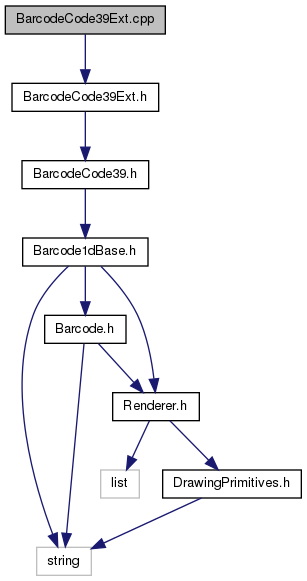 BarcodeCode39Ext.cpp
BarcodeCode39Ext.h
BarcodeCode39.h
Barcode1dBase.h
Barcode.h
Renderer.h
list
DrawingPrimitives.h
string